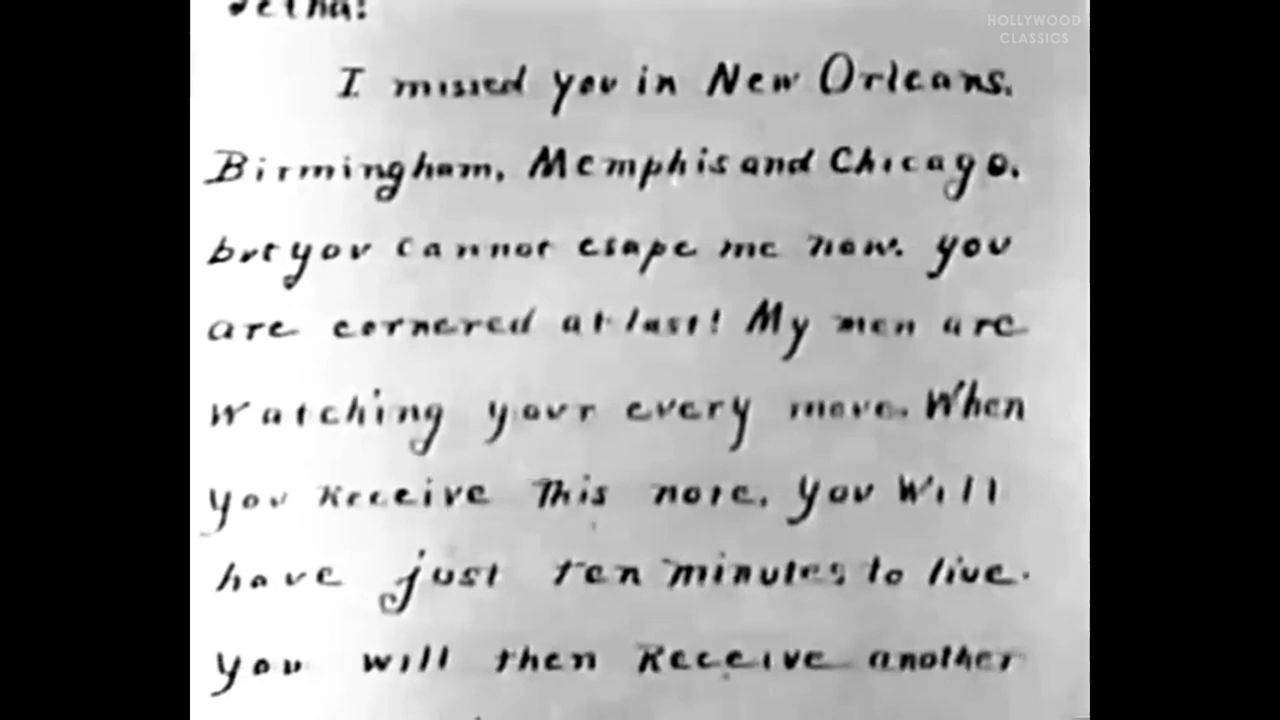 HOLLYWOOD
CLASSICS
I missed you in New Orleans,
Birmingham, Memphis and Chicago,
but you cannot esape me now. you
are cornered at last! My men are
Watching your every move. When
you Receive This note, you Will
have just ten minutes to live.
you will then Receive another